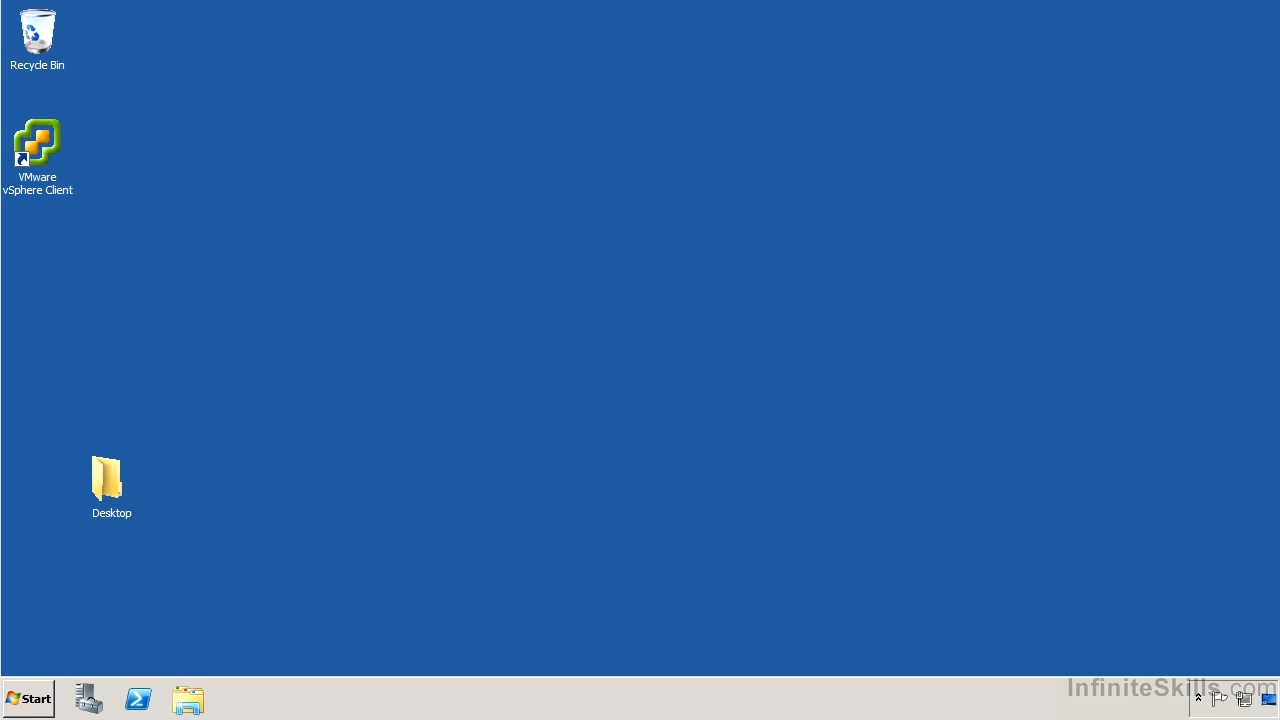 Recycle Bin
VMware
vSphere Client
Desktop
Start
InfiniteSkills.com